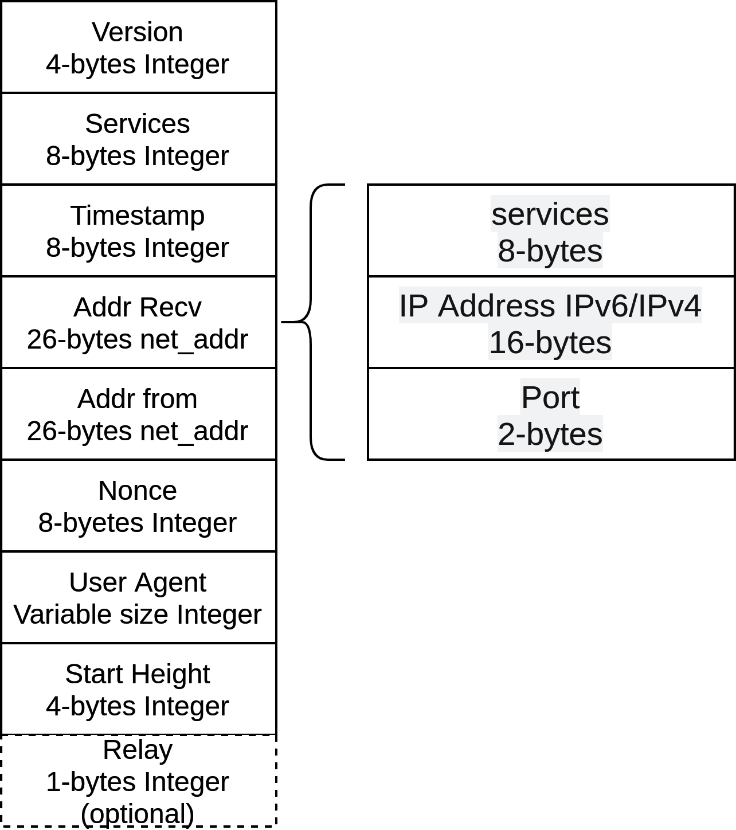 Version
4-bytes Integer
Services
8-bytes Integer
Timestamp
8-bytes Integer
Addr Recv
26-bytes net_addr
Addr from
26-bytes net_addr
Nonce
8-byetes Integer
User Agent
Variable size Integer
Start Height
4-bytes Integer
Relay
1-bytes Integer
(optional)
services
8-bytes
IP Address IPv6/IPv4
16-bytes
Port
2-bytes